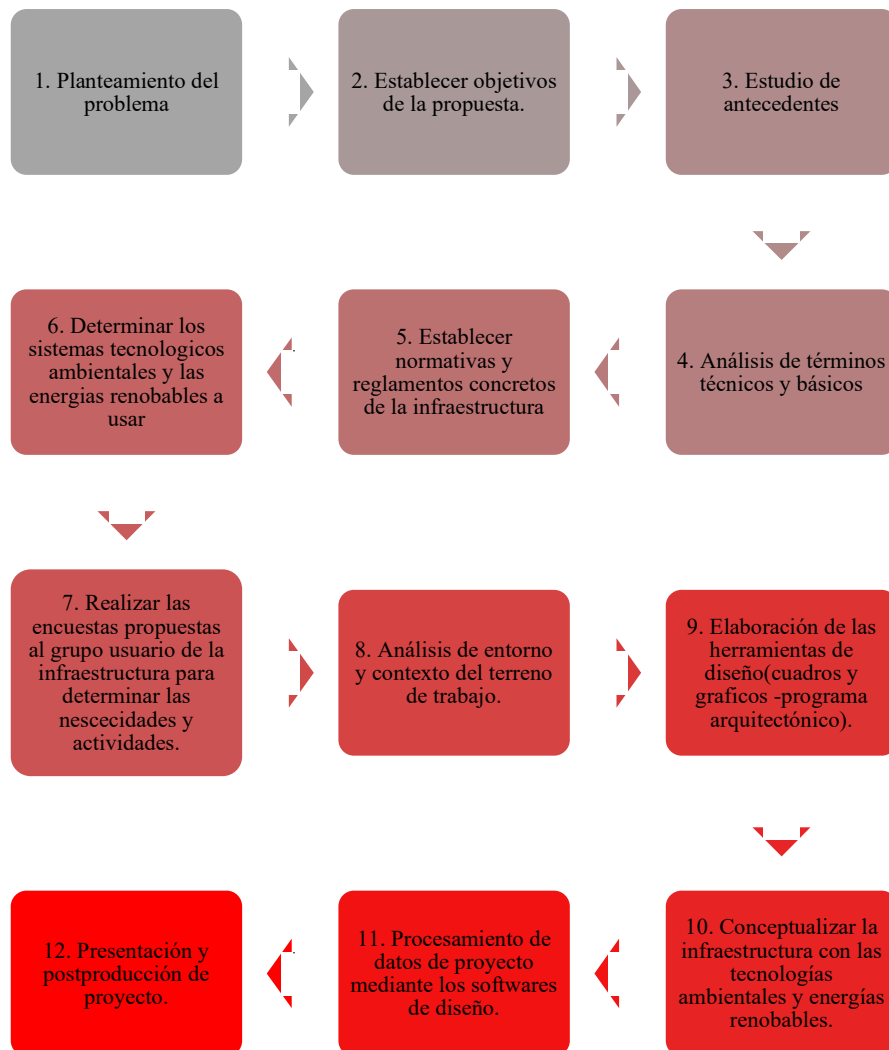 1. Planteamiento del
problema
2. Establecer objetivos
de la propuesta.
3. Estudio de
antecedentes
4. Análisis de términos
técnicos y básicos
5. Establecer
normativas y
reglamentos concretos
de la infraestructura
6. Determinar los
sistemas tecnologicos
ambientales y las
energias renobables a
usar
7. Realizar las
encuestas propuestas
al grupo usuario de la
infraestructura para
determinar las
nescecidades y
actividades.
8. Análisis de entorno
y contexto del terreno
de trabajo.
9. Elaboración de las
herramientas de
diseño(cuadros y
graficos -programa
arquitectónico).
10. Conceptualizar la
infraestructura con las
tecnologías
ambientales y energías
renobables.
11. Procesamiento de
datos de proyecto
mediante los softwares
de diseño.
12. Presentación y
postproducción de
proyecto.